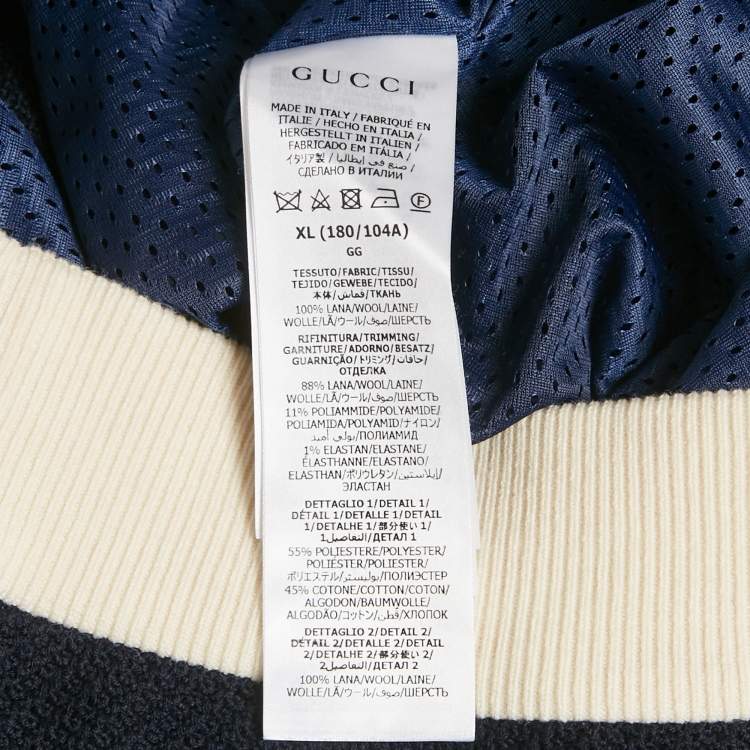 GUCCI
MADE IN ITALY / FABRIQUÉ EN
ITALIE / HECHO EN ITALIA /
HERGESTELLT IN ITALIEN /
FABRICADO EM ITÁLIA /
イタリア製 / صنع في إيطاليا /
СДЕЛАНО В ИТАЛИИ
XL (180/104A)
GG
TESSUTO/FABRIC/TISSU/
TEJIDO/GEWEBE/TECIDO/
本体/قماش/ТКАНЬ
100% LANA/WOOL/LAINE/
WOLLE/LÃ/ウール/صوف/ШЕРСТЬ
RIFINITURA/TRIMMING/
GARNITURE/ADORNO/BESATZ/
GUARNIÇÃO/トリミング/حافات/
ОТДЕЛКА
88% LANA/WOOL/LAINE/
WOLLE/LÃ/ウール/صوف/ШЕРСТЬ
11% POLIAMMIDE/POLYAMIDE/
POLIAMIDA/POLYAMID/ナイロン/
بولي أميد/ПОЛИАМИД
1% ELASTAN/ELASTANE/
ÉLASTHANNE/ELASTANO/
ELASTHAN/ポリウレタン/إيلاستين/
ЭЛАСТАН
DETTAGLIO 1/DETAIL 1/
DÉTAIL 1/DETALLE 1/DETAIL
1/DETALHE 1/部分使い 1/
التفاصيل1/ДЕТАЛ 1
55% POLIESTERE/POLYESTER/
POLIÉSTER/POLYESTER/
ポリエステル/بوليستر/ПОЛИЭСТЕР
45% COTONE/COTTON/COTON/
ALGODON/BAUMWOLLE/
ALGODÃO/コットン/قطن/ХЛОПОК
DETTAGLIO 2/DETAIL 2/
DÉTAIL 2/DETALLE 2/DETAIL
2/DETALHE 2/部分使い 2/
التفاصيل2/ДЕТАЛ 2
100% LANA/WOOL/LAINE/
WOLLE/LÃ/ウール/صوف/ШЕРСТЬ